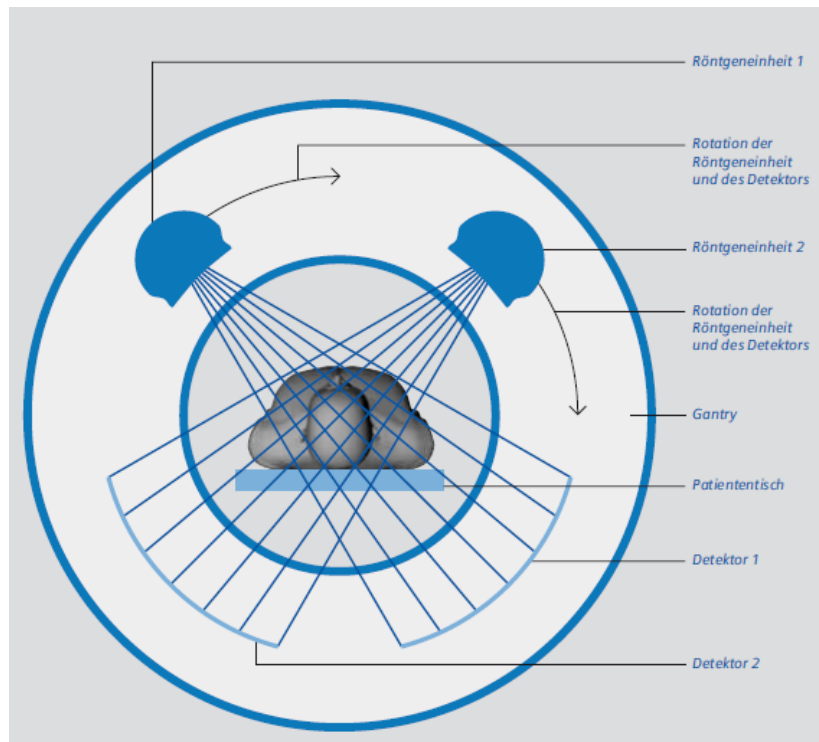 Röntgeneinheit 1
Rotation der
Röntgeneinheit
und des Detektors
Röntgeneinheit 2
Rotation der
Röntgeneinheit
und des Detektors
Gantry
Patiententisch
Detektor 1
Detektor 2